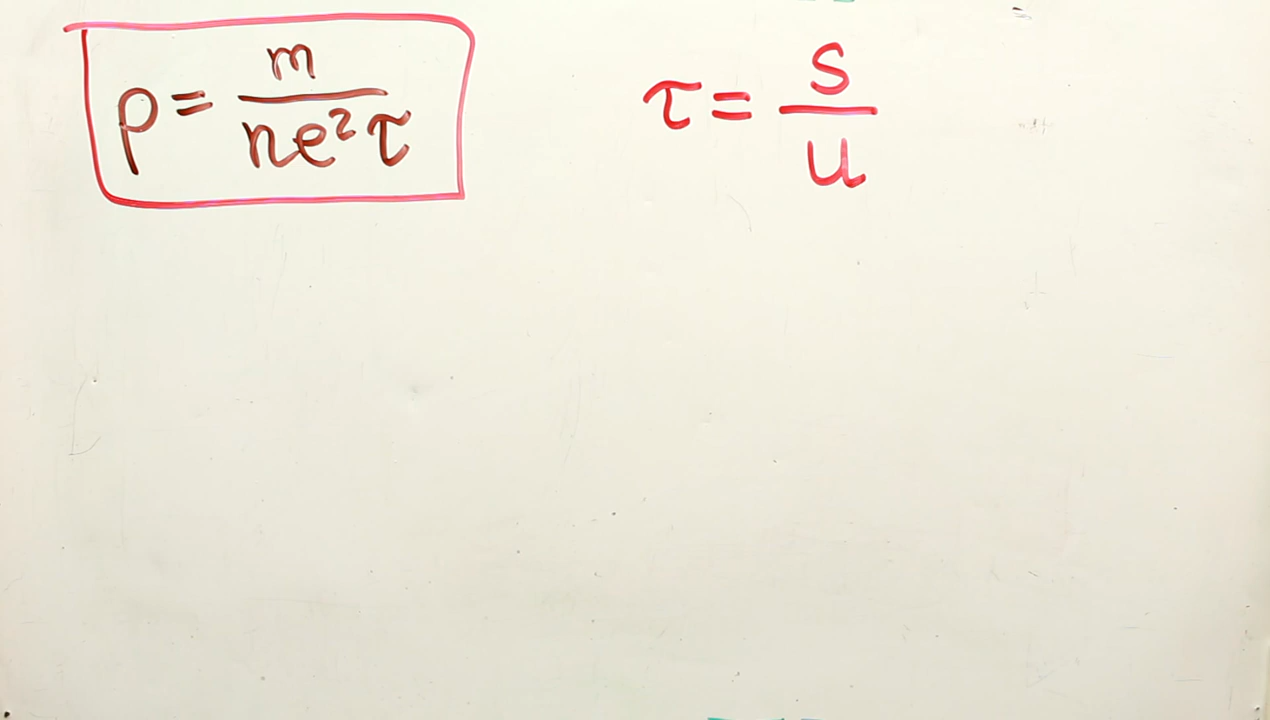 ρ = m / ne²τ
τ = s / u